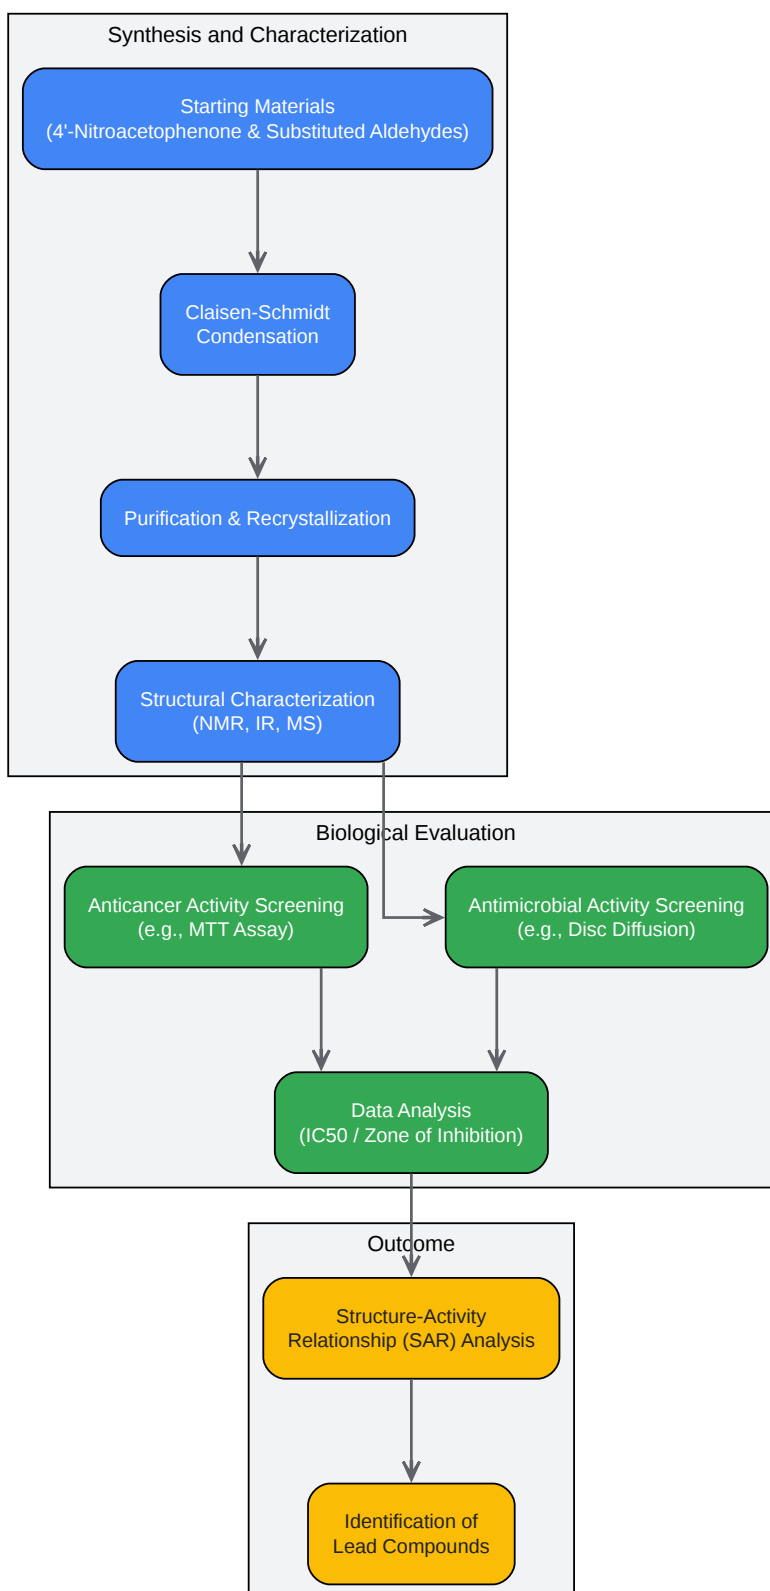 Synthesis and Characterization
Starting Materials
(4'-Nitroacetophenone & Substituted Aldehydes)
Claisen-Schmidt
Condensation
Purification & Recrystallization
Structural Characterization
(NMR, IR, MS)
Biological Evaluation
Anticancer Activity Screening
(e.g., MTT Assay)
Antimicrobial Activity Screening
(e.g., Disc Diffusion)
Data Analysis
(IC50 / Zone of Inhibition)
Outcome
Structure-Activity
Relationship (SAR) Analysis
Identification of
Lead Compounds